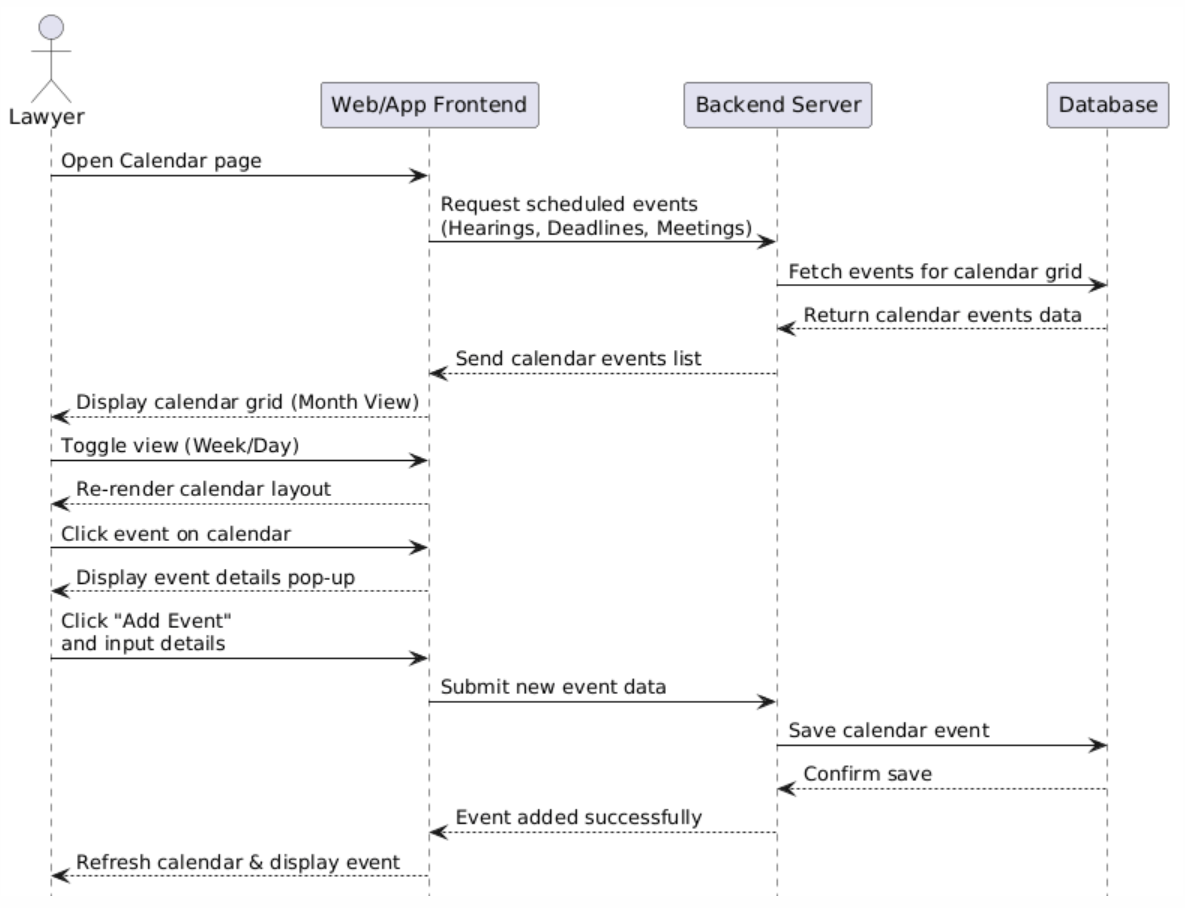 Lawyer
Web/App Frontend
Backend Server
Database
Open Calendar page
Request scheduled events
(Hearings, Deadlines, Meetings)
Fetch events for calendar grid
Return calendar events data
Send calendar events list
Display calendar grid (Month View)
Toggle view (Week/Day)
Re-render calendar layout
Click event on calendar
Display event details pop-up
Click "Add Event"
and input details
Submit new event data
Save calendar event
Confirm save
Event added successfully
Refresh calendar & display event